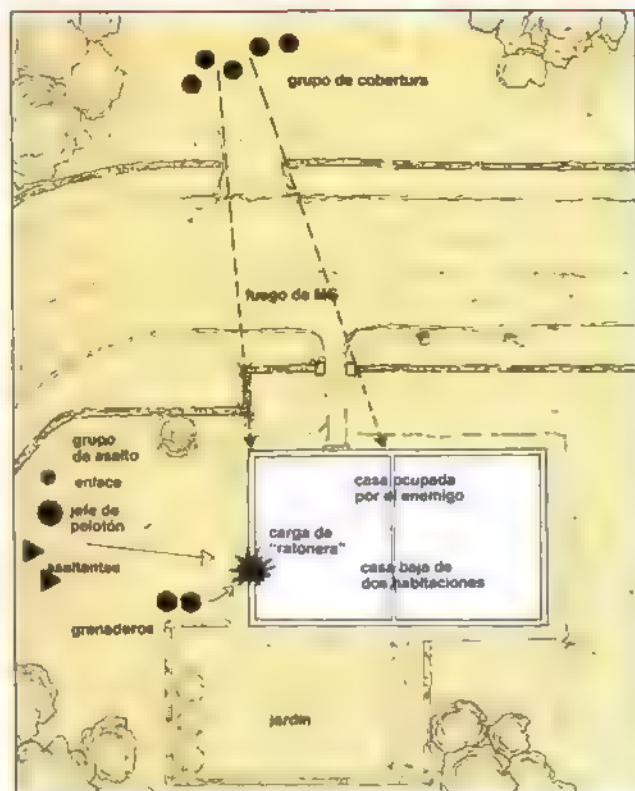 grupo de cobertura
fuego de MG
grupo
de asalto
enlace
jefe de
pelotón
asaltantes
grenaderos
casa ocupada
por el enemigo
carga de
"ratonera"
casa baja de
dos habitaciones
jardín